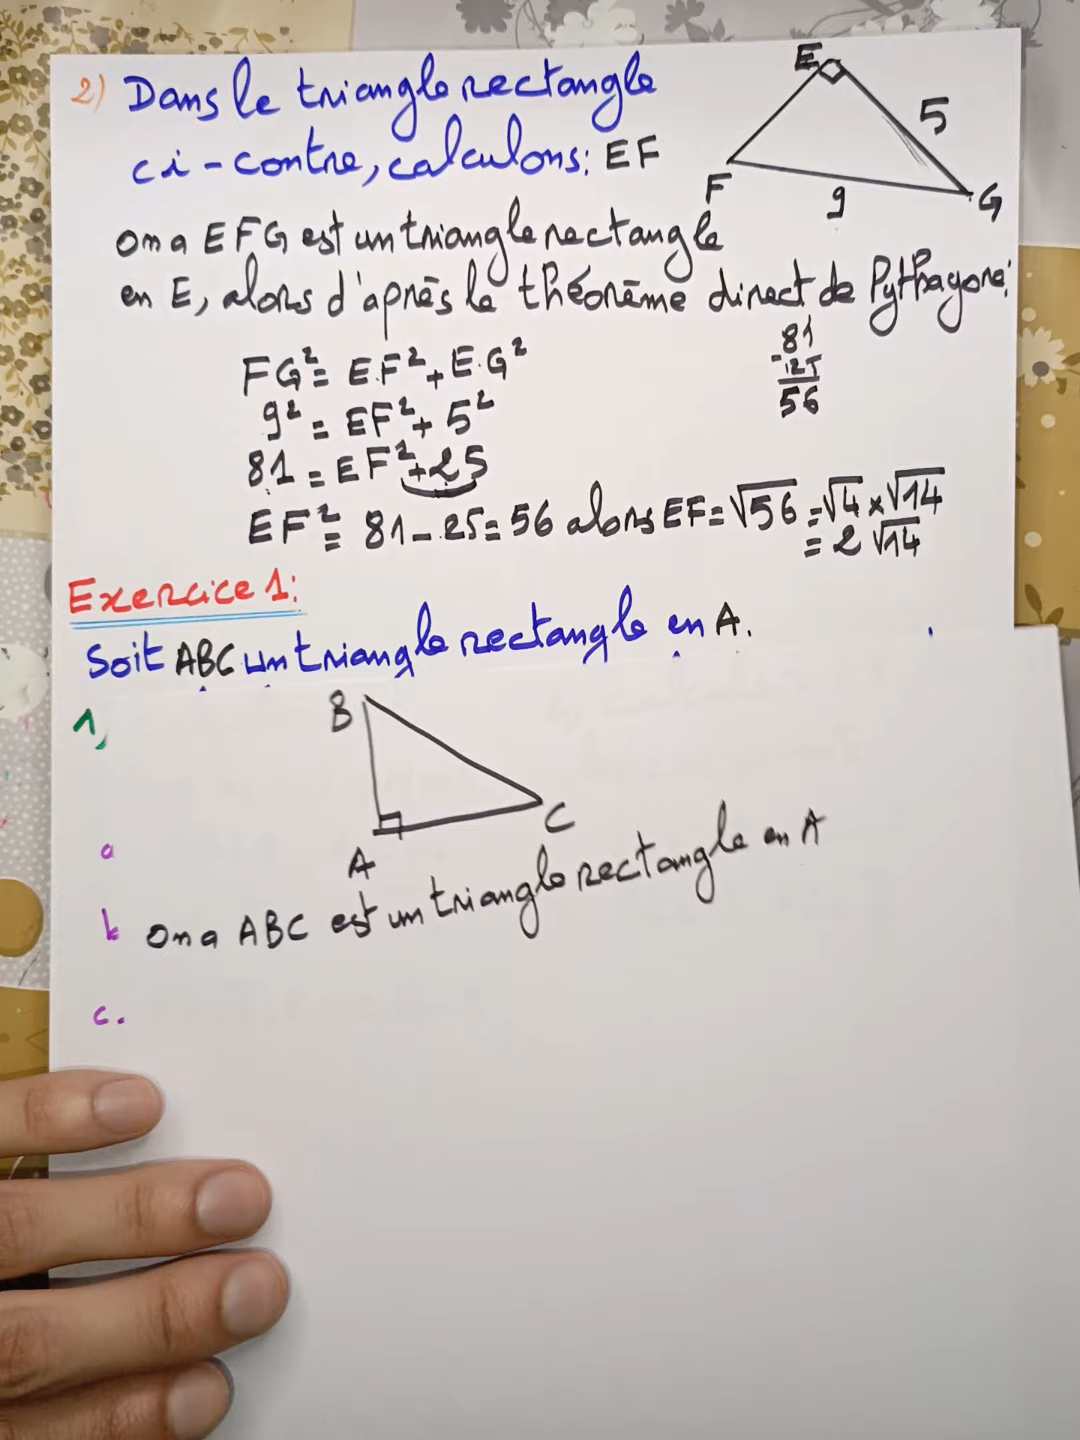 2) Dans le triangle rectangle
ci-contre, calculons: EF
E
5
F
9
G
on a EFG est un triangle rectangle
en E, alors d'après le théorème direct de Pythagore:
FG² = EF² + EG²
9² = EF² + 5²
81 = EF² + 25
EF² = 81 - 25 = 56 alors EF = √56 = √4 × √14
= 2 √14
81
- 25
56
Exercice 1:
Soit ABC un triangle rectangle en A.
1)
B
C
A
a
b on a ABC est un triangle rectangle en A
c.